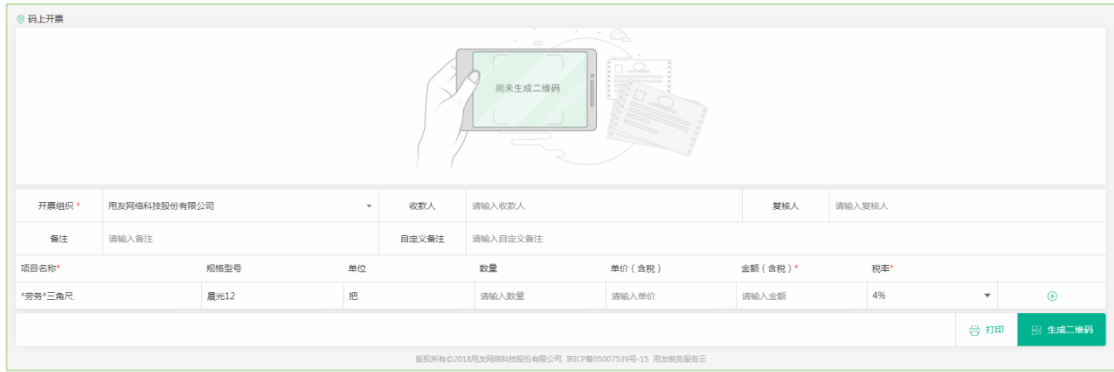 码上开票
尚未生成二维码
开票组织 * 用友网络科技股份有限公司 收款人 请输入收款人 复核人 请输入复核人
备注 请输入备注 自定义备注 请输入自定义备注
项目名称* 规格型号 单位 数量 单价（含税） 金额（含税）* 税率*
*劳务*三角尺 晨光12 把 请输入数量 请输入单价 请输入金额 4%
打印 生成二维码
版权所有©2018用友网络科技股份有限公司 京ICP备05007539号-15 用友税务服务云